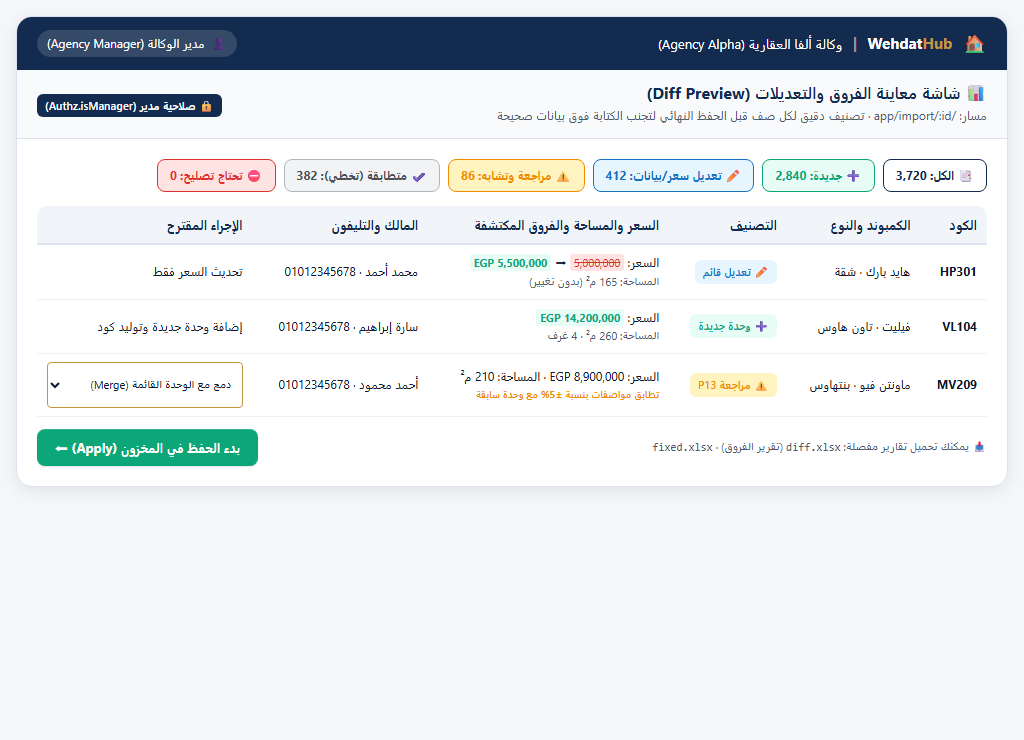 WehdatHub | وكالة ألفا العقارية (Agency Alpha)
مدير الوكالة (Agency Manager)
شاشة معاينة الفروق والتعديلات (Diff Preview)
مسار: /app/import/:id · تصنيف دقيق لكل صف قبل الحفظ النهائي لتجنب الكتابة فوق بيانات صحيحة
صلاحية مدير (Authz.isManager)
الكل: 3,720
جديدة: 2,840
تعديل سعر/بيانات: 412
مراجعة وتشابه: 86
متطابقة (تخطي): 382
تحتاج تصليح: 0
الكود الكمبوند والنوع التصنيف السعر والمساحة والفروق المكتشفة المالك والتليفون الإجراء المقترح
HP301 هايد بارك · شقة تعديل قائم السعر: 5,000,000 ➞ 5,500,000 EGP محمد أحمد · 01012345678 تحديث السعر فقط
المساحة: 165 م² (بدون تغيير)
VL104 فيليت · تاون هاوس وحدة جديدة السعر: 14,200,000 EGP سارة إبراهيم · 01012345678 إضافة وحدة جديدة وتوليد كود
المساحة: 260 م² · 4 غرف
MV209 ماونتن فيو · بنتهاوس مراجعة P13 السعر: 8,900,000 EGP · المساحة: 210 م² أحمد محمود · 01012345678 دمج مع الوحدة القائمة (Merge)
تطابق مواصفات بنسبة ±5% مع وحدة سابقة
يمكنك تحميل تقارير مفصلة: diff.xlsx (تقرير الفروق) · fixed.xlsx
بدء الحفظ في المخزون (Apply) ←